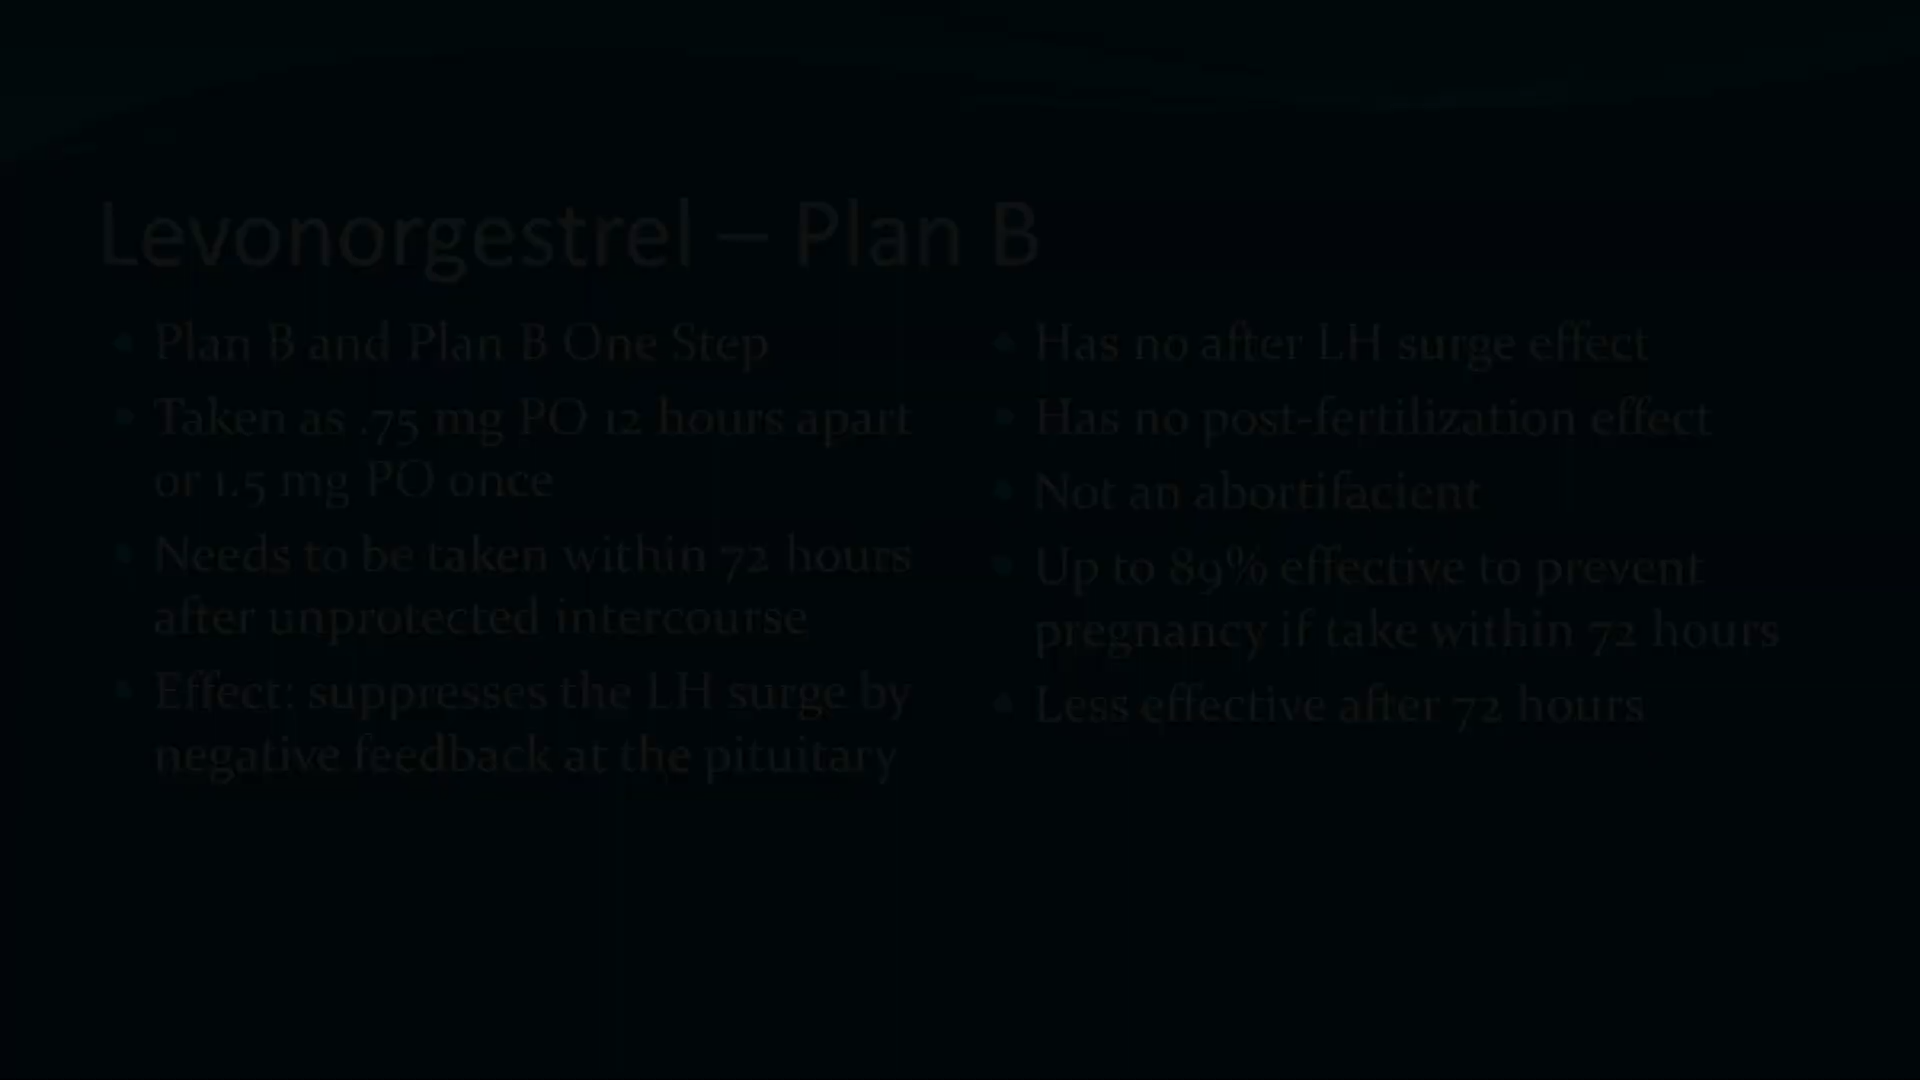 Levonorgestrel – Plan B
Plan B and Plan B One Step
Taken as .75 mg PO 12 hours apart
or 1.5 mg PO once
Needs to be taken within 72 hours
after unprotected intercourse
Effect: suppresses the LH surge by
negative feedback at the pituitary
Has no after LH surge effect
Has no post-fertilization effect
Not an abortifacient
Up to 89% effective to prevent
pregnancy if take within 72 hours
Less effective after 72 hours